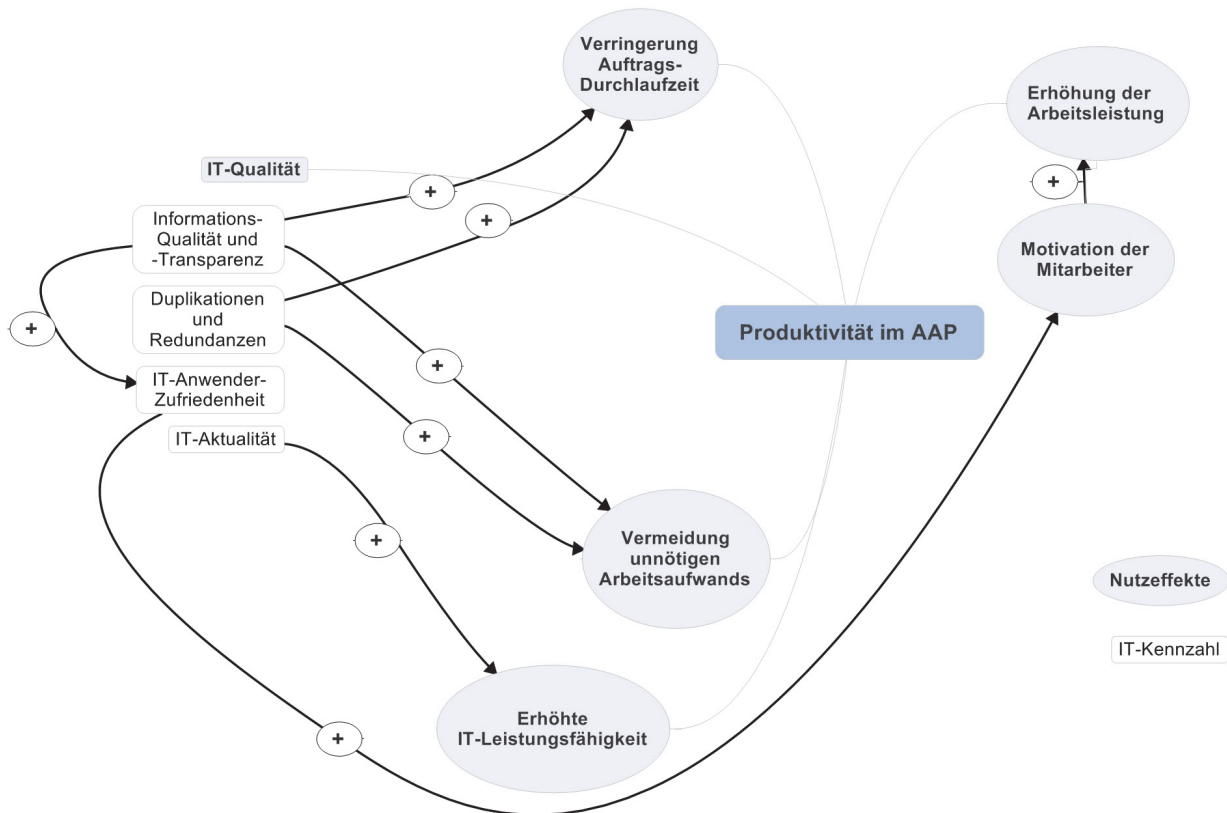 Verringerung
Auftrags-
Durchlaufzeit
Erhöhung der
Arbeitsleistung
IT-Qualität
+
+
+
Informations-
Qualität und
-Transparenz
Motivation der
Mitarbeiter
Duplikationen
und
Redundanzen
+
Produktivität im AAP
IT-Anwender-
Zufriedenheit
+
IT-Aktualität
+
+
Vermeidung
unnötigen
Arbeitsaufwands
Nutzeffekte
IT-Kennzahl
Erhöhte
IT-Leistungsfähigkeit
+